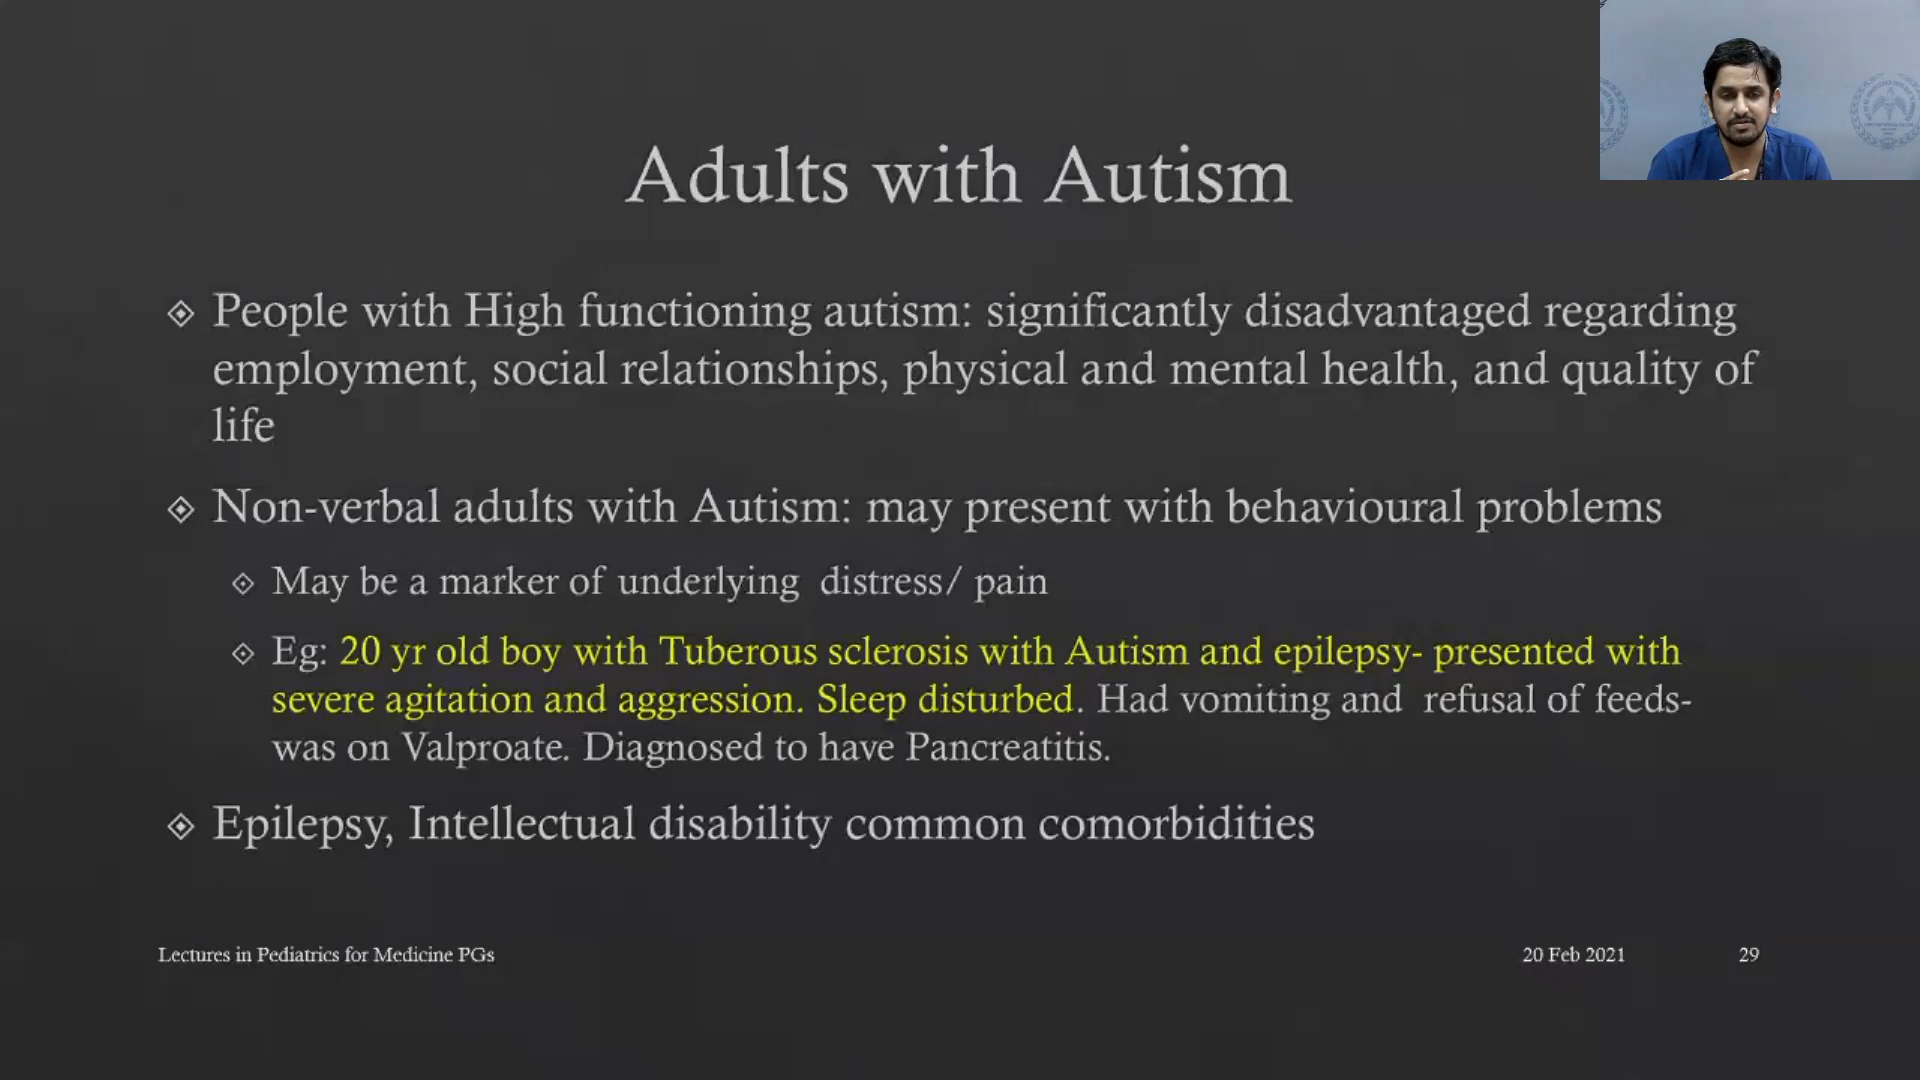 Adults with Autism
People with High functioning autism: significantly disadvantaged regarding
employment, social relationships, physical and mental health, and quality of
life
Non-verbal adults with Autism: may present with behavioural problems
May be a marker of underlying distress/ pain
Eg: 20 yr old boy with Tuberous sclerosis with Autism and epilepsy- presented with
severe agitation and aggression. Sleep disturbed. Had vomiting and refusal of feeds-
was on Valproate. Diagnosed to have Pancreatitis.
Epilepsy, Intellectual disability common comorbidities
Lectures in Pediatrics for Medicine PGs
20 Feb 2021
29